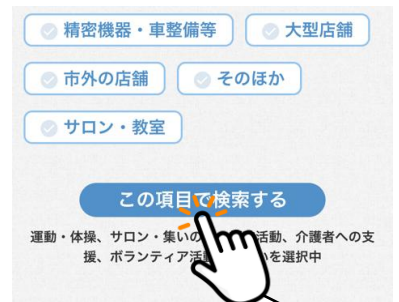 精密機器・車整備等 大型店舗
市外の店舗 そのほか
サロン・教室
この項目で検索する
運動・体操、サロン・集いの 活動、介護者への支
援、ボランティア活 を選択中